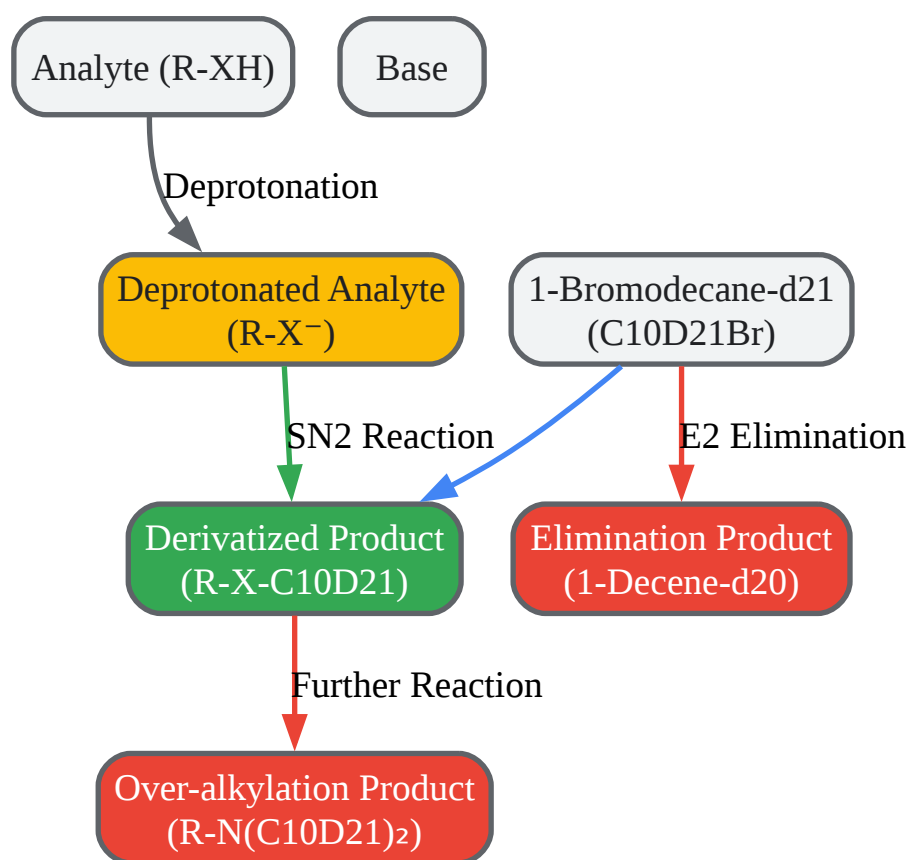 Analyte (R-XH)
Base
Deprotonation
Deprotonated Analyte
(R-X⁻)
1-Bromodecane-d21
(C10D21Br)
SN2 Reaction
E2 Elimination
Derivatized Product
(R-X-C10D21)
Elimination Product
(1-Decene-d20)
Further Reaction
Over-alkylation Product
(R-N(C10D21)₂)